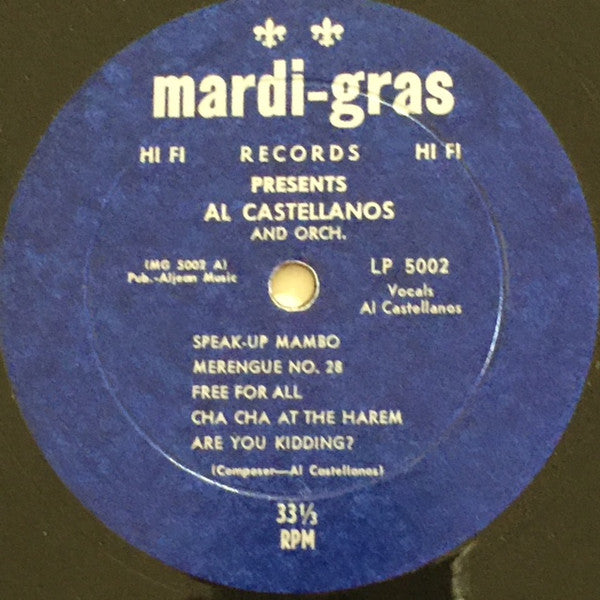 mardi-gras
HI FI RECORDS HI FI
PRESENTS
AL CASTELLANOS
AND ORCH.
(MG 5002 A)
Pub.-Aljean Music
LP 5002
Vocals
Al Castellanos
SPEAK-UP MAMBO
MERENGUE NO. 28
FREE FOR ALL
CHA CHA AT THE HAREM
ARE YOU KIDDING?
(Composer—Al Castellanos)
33 1/3
RPM